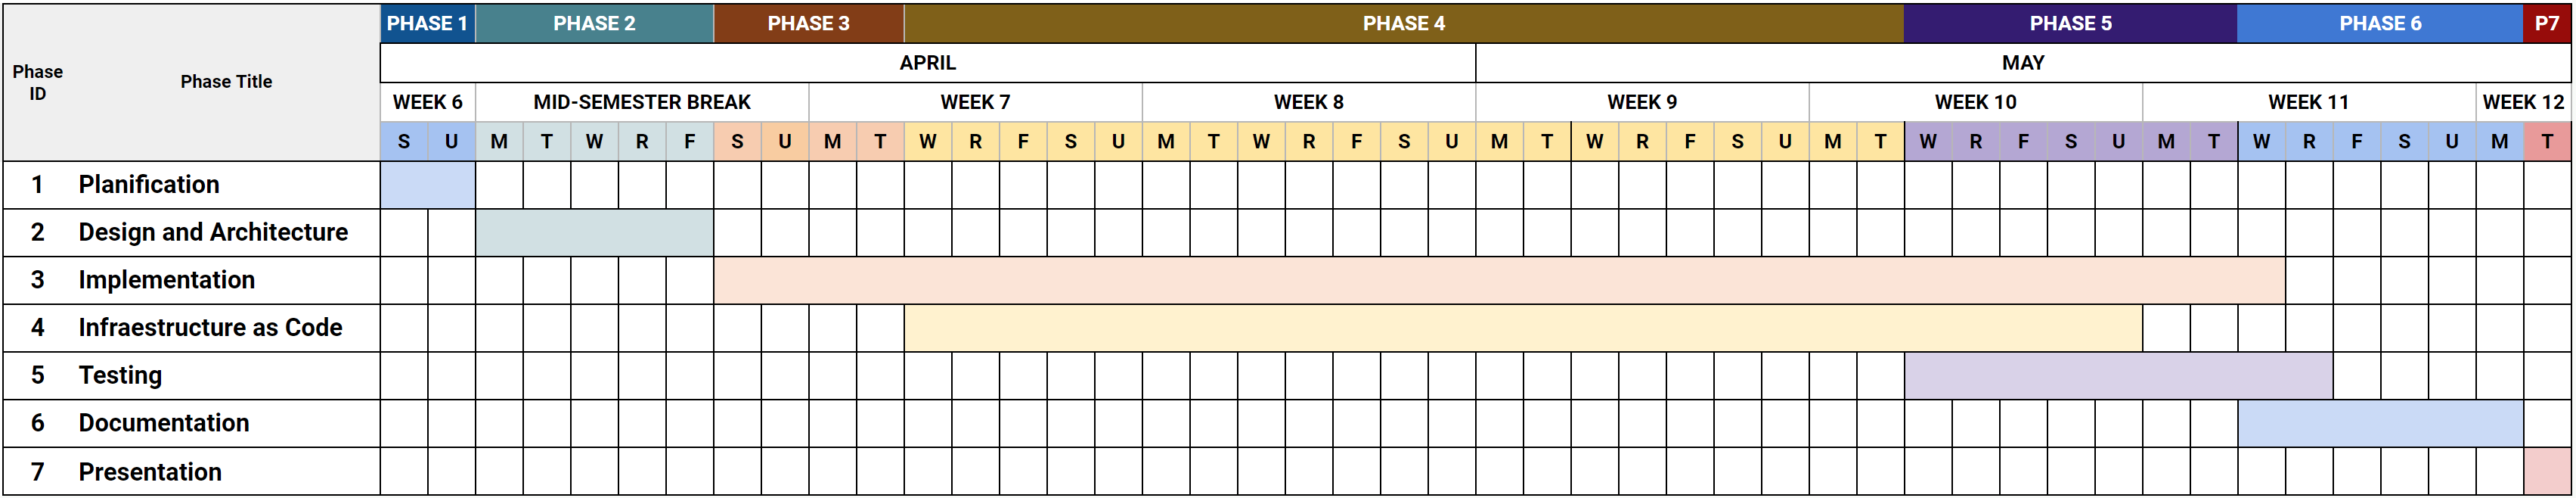 PHASE 1 PHASE 2 PHASE 3 PHASE 4 PHASE 5 PHASE 6 P7
APRIL MAY
Phase
ID
Phase Title
WEEK 6 MID-SEMESTER BREAK WEEK 7 WEEK 8 WEEK 9 WEEK 10 WEEK 11 WEEK 12
S U M T W R F S U M T W R F S U M T W R F S U M T W R F S U M T W R F S U M T W R F S U M T
1 Planification
2 Design and Architecture
3 Implementation
4 Infraestructure as Code
5 Testing
6 Documentation
7 Presentation